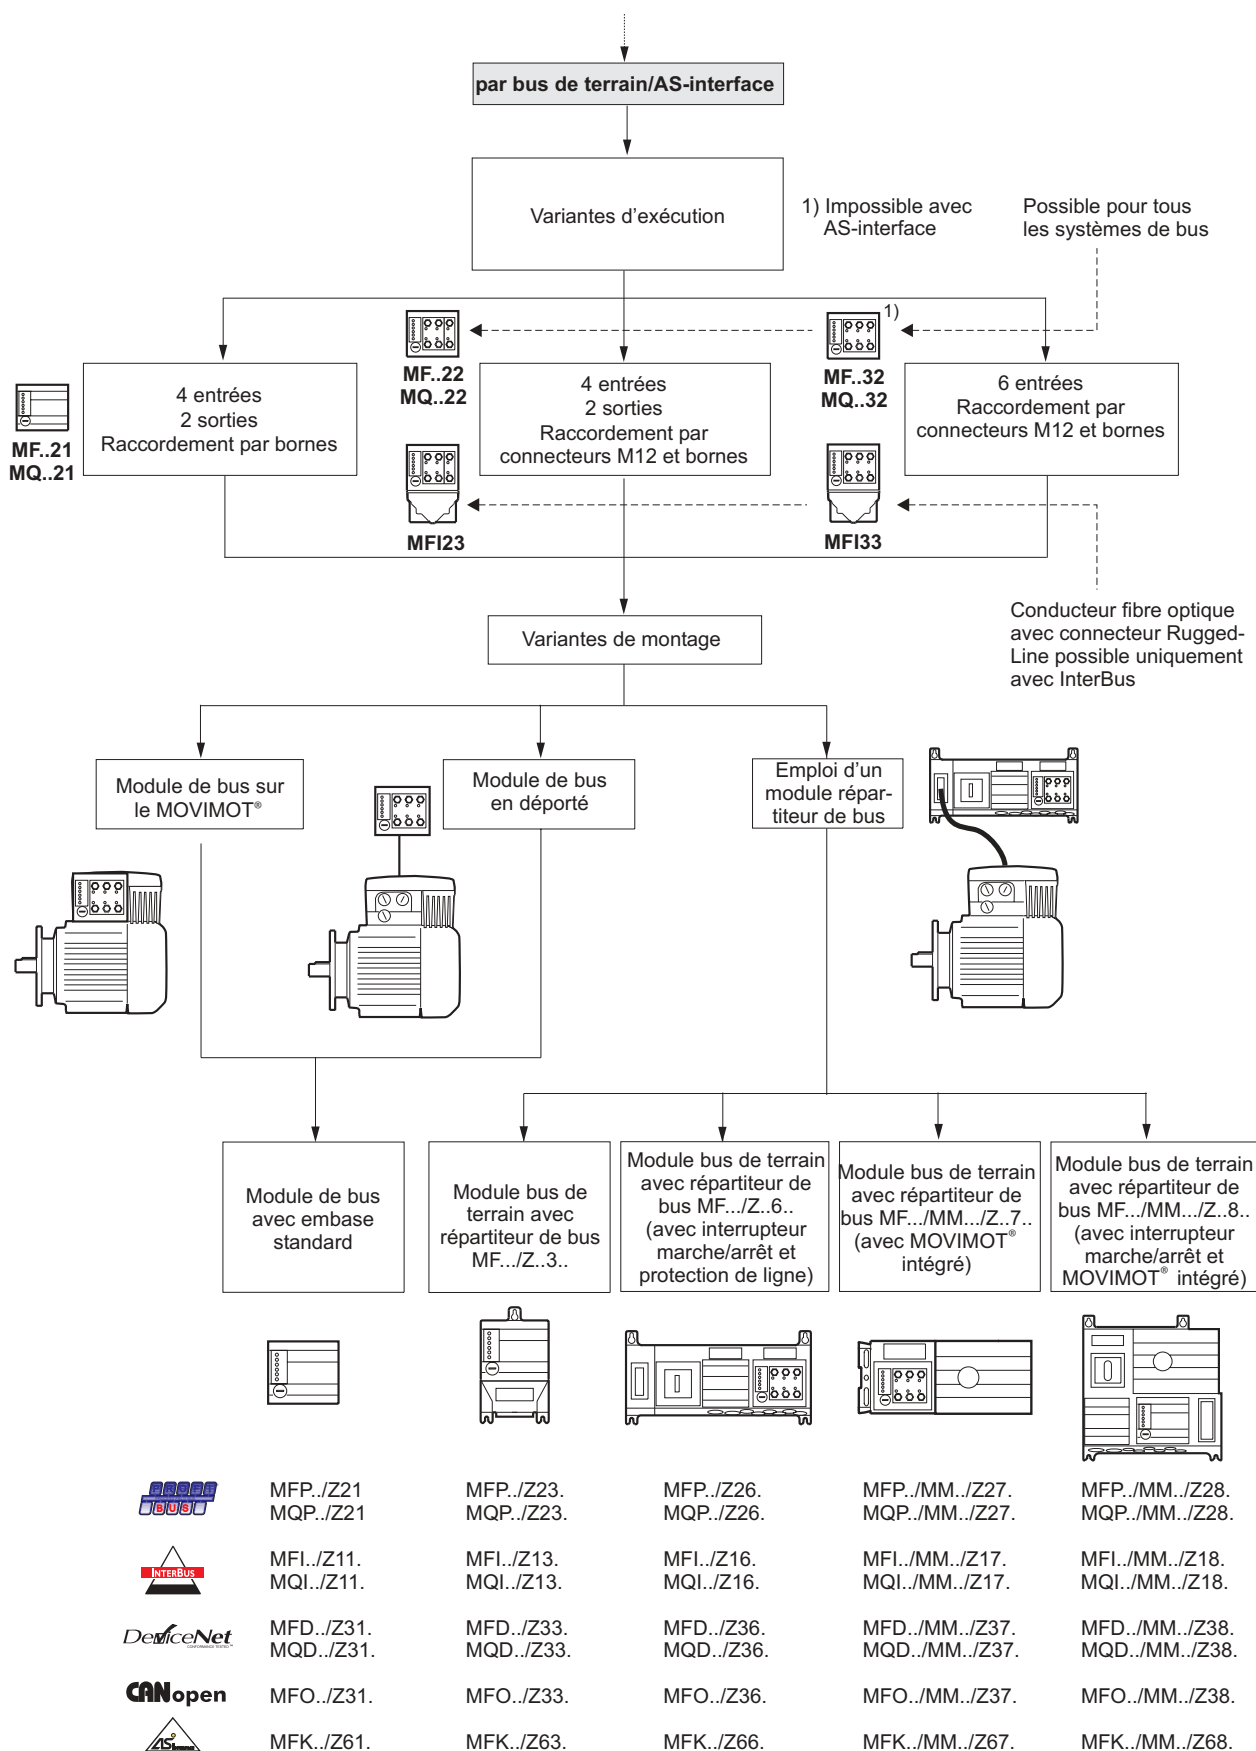 par bus de terrain/AS-interface
Variantes d'exécution
1) Impossible avec
AS-interface
Possible pour tous
les systèmes de bus
1)
MF..21
MQ..21
4 entrées
2 sorties
Raccordement par bornes
MF..22
MQ..22
4 entrées
2 sorties
Raccordement par
connecteurs M12 et bornes
MF..32
MQ..32
6 entrées
Raccordement par
connecteurs M12 et bornes
MFI23
MFI33
Conducteur fibre optique
avec connecteur Rugged-
Line possible uniquement
avec InterBus
Variantes de montage
Module de bus sur
le MOVIMOT®
Module de bus
en déporté
Emploi d'un
module répar-
titeur de bus
Module de bus
avec embase
standard
Module bus de
terrain avec
répartiteur de bus
MF.../Z..3..
Module bus de terrain
avec répartiteur de
bus MF.../Z..6..
(avec interrupteur
marche/arrêt et
protection de ligne)
Module bus de terrain
avec répartiteur de
bus MF.../MM.../Z..7..
(avec MOVIMOT®
intégré)
Module bus de terrain
avec répartiteur de
bus MF.../MM.../Z..8..
(avec interrupteur
marche/arrêt et
MOVIMOT® intégré)
PROFI
BUS
MFP../Z21 MFP../Z23. MFP../Z26. MFP../MM../Z27. MFP../MM../Z28.
MQP../Z21 MQP../Z23. MQP../Z26. MQP../MM../Z27. MQP../MM../Z28.
INTERBUS
MFI../Z11. MFI../Z13. MFI../Z16. MFI../MM../Z17. MFI../MM../Z18.
MQI../Z11. MQI../Z13. MQI../Z16. MQI../MM../Z17. MQI../MM../Z18.
DeviceNet
CONFORMANCE TESTED
MFD../Z31. MFD../Z33. MFD../Z36. MFD../MM../Z37. MFD../MM../Z38.
MQD../Z31. MQD../Z33. MQD../Z36. MQD../MM../Z37. MQD../MM../Z38.
CANopen
MFO../Z31. MFO../Z33. MFO../Z36. MFO../MM../Z37. MFO../MM../Z38.
MFK../Z61. MFK../Z63. MFK../Z66. MFK../MM../Z67. MFK../MM../Z68.